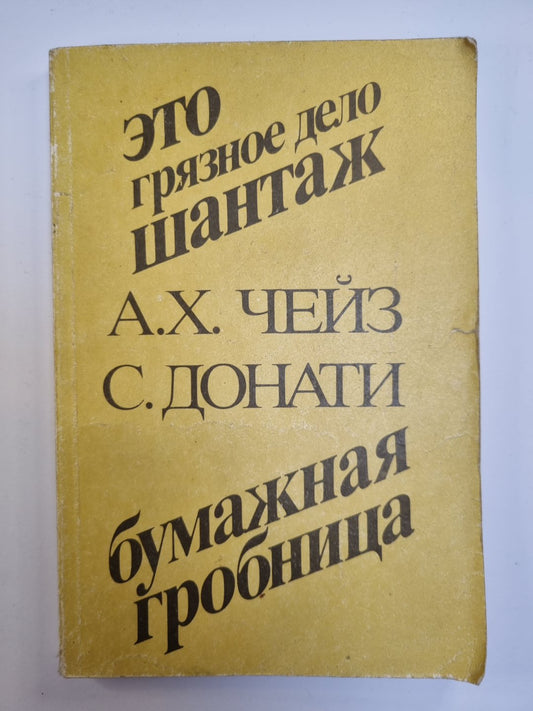 это
грязное дело
шантаж
А.Х. ЧЕЙЗ
С. ДОНАТИ
бумажная
гробница